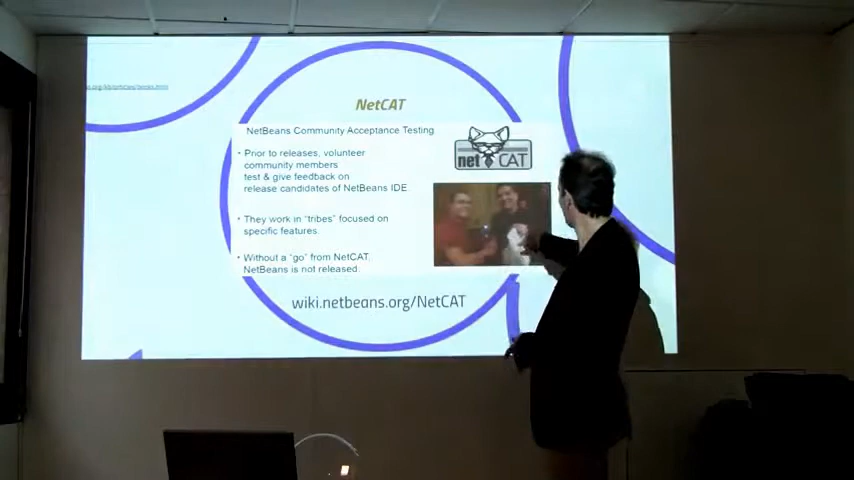 NetCAT
NetBeans Community Acceptance Testing
• Prior to releases, volunteer
community members
test & give feedback on
release candidates of NetBeans IDE.
• They work in "tribes" focused on
specific features.
• Without a "go" from NetCAT,
NetBeans is not released.
net CAT
wiki.netbeans.org/NetCAT